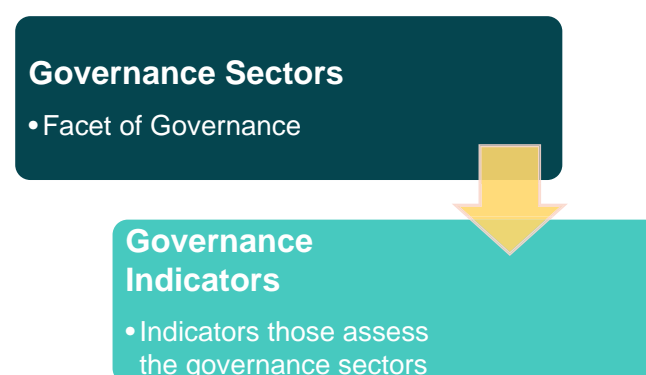 Governance Sectors
•Facet of Governance
Governance
Indicators
•Indicators those assess
the governance sectors